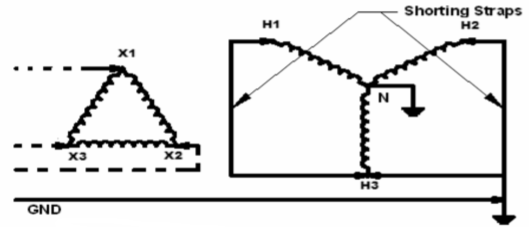 Shorting Straps
H1
H2
X1
N
X3
X2
H3
GND